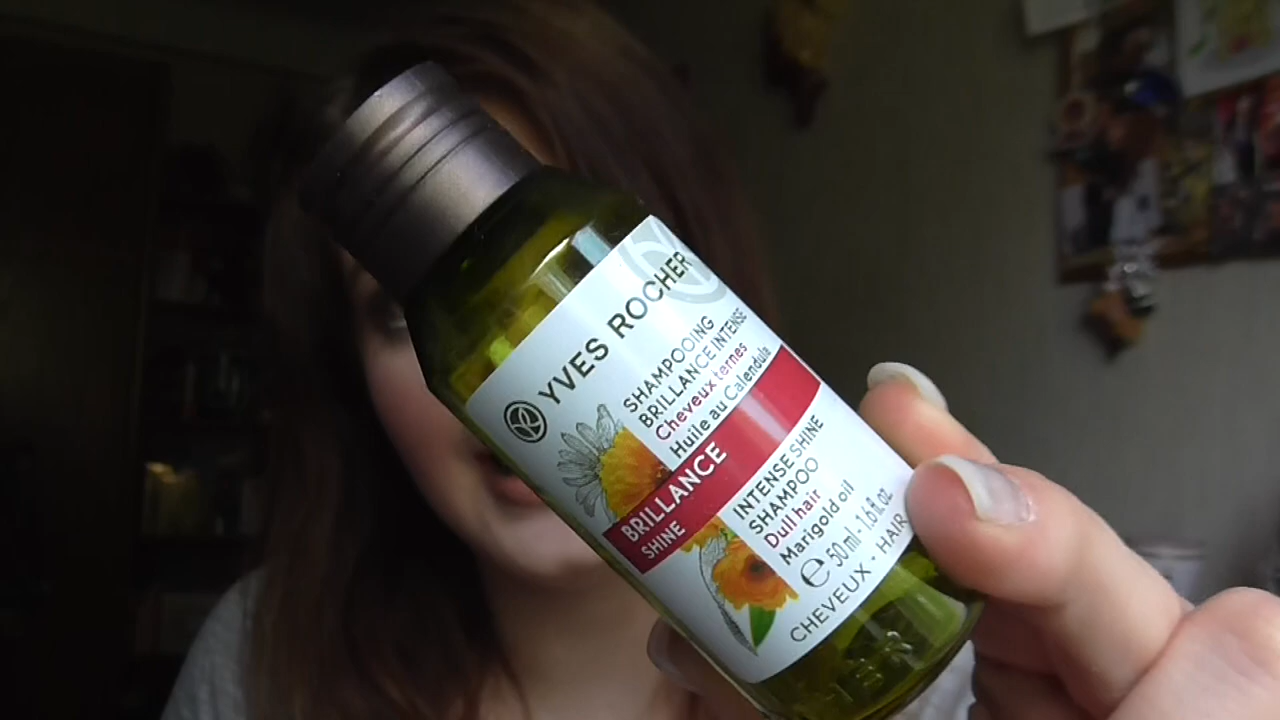 YVES ROCHER
SHAMPOOING
BRILLANCE INTENSE
Cheveux ternes
Huile au Calendula
BRILLANCE
SHINE
INTENSE SHINE
SHAMPOO
Dull hair
Marigold oil
℮ 50 ml - 1.6 fl.oz.
CHEVEUX • HAIR